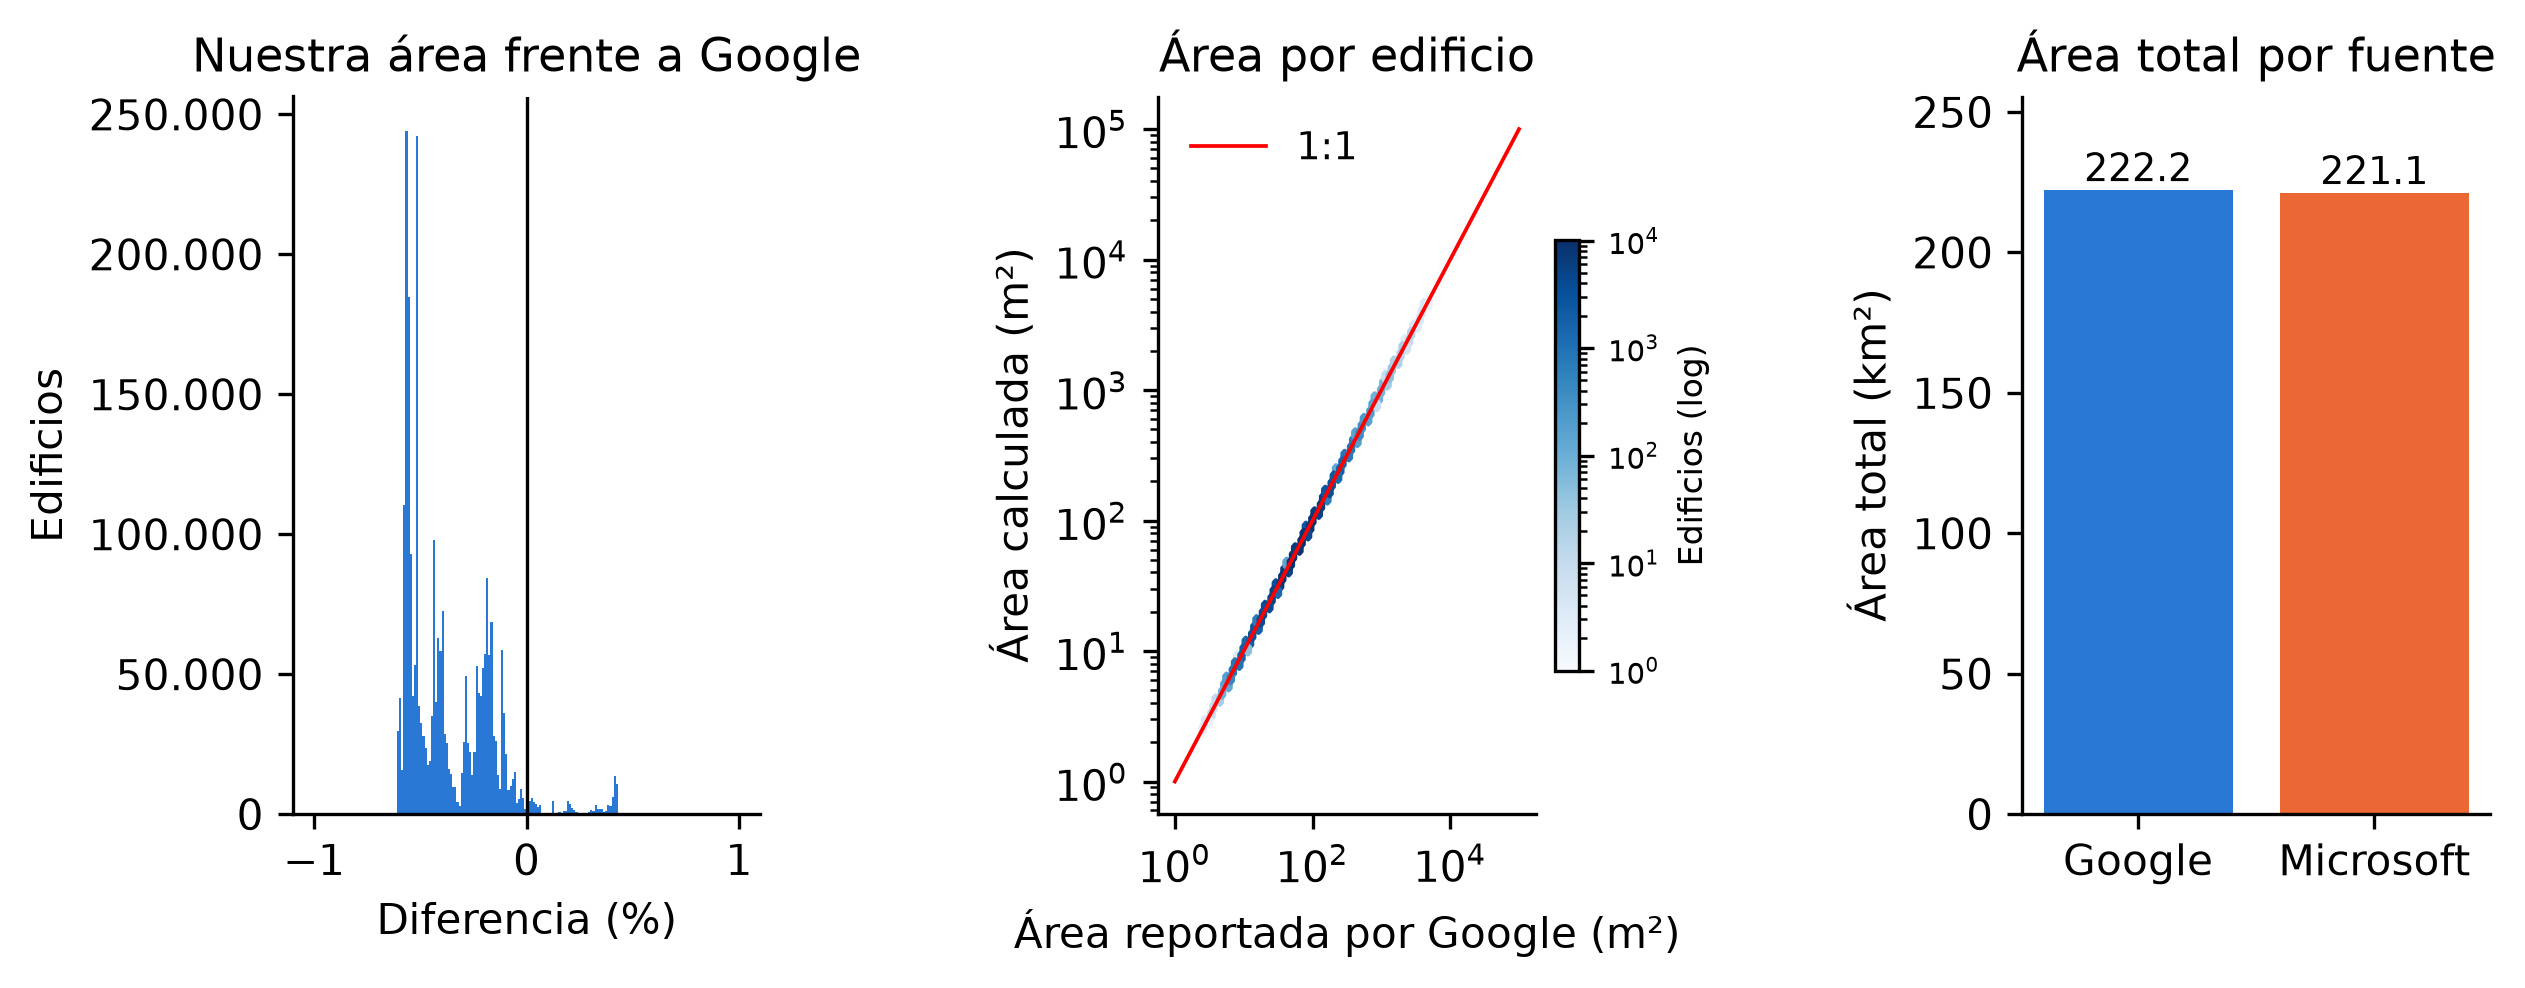 Nuestra área frente a Google
250.000
200.000
150.000
100.000
50.000
0
Edificios
−1 0 1
Diferencia (%)
Área por edificio
1:1
10⁵
10⁴
10³
10²
10¹
10⁰
Área calculada (m²)
10⁰ 10² 10⁴
Área reportada por Google (m²)
10⁴
10³
10²
10¹
10⁰
Edificios (log)
Área total por fuente
250
200
150
100
50
0
Área total (km²)
222.2 221.1
Google Microsoft